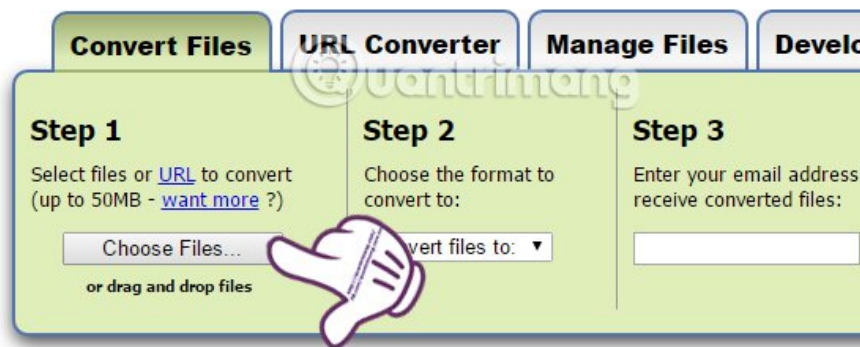 Convert Files
URL Converter
Manage Files
Develo
Quantrimang
Step 1
Select files or URL to convert
(up to 50MB - want more ?)
Choose Files...
or drag and drop files
Step 2
Choose the format to
convert to:
vert files to:
Step 3
Enter your email address
receive converted files: